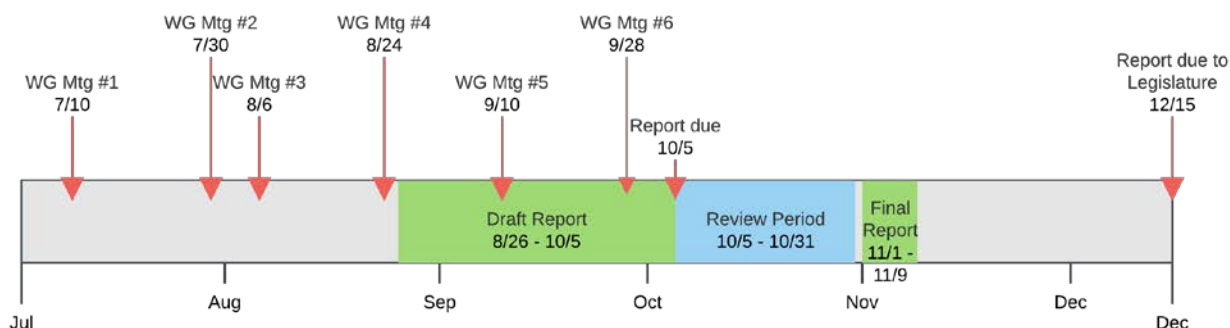 WG Mtg #1
7/10
WG Mtg #2
7/30
WG Mtg #3
8/6
WG Mtg #4
8/24
WG Mtg #5
9/10
WG Mtg #6
9/28
Report due
10/5
Report due to
Legislature
12/15
Draft Report
8/26 - 10/5
Review Period
10/5 - 10/31
Final
Report
11/1 -
11/9
Jul
Aug
Sep
Oct
Nov
Dec
Dec